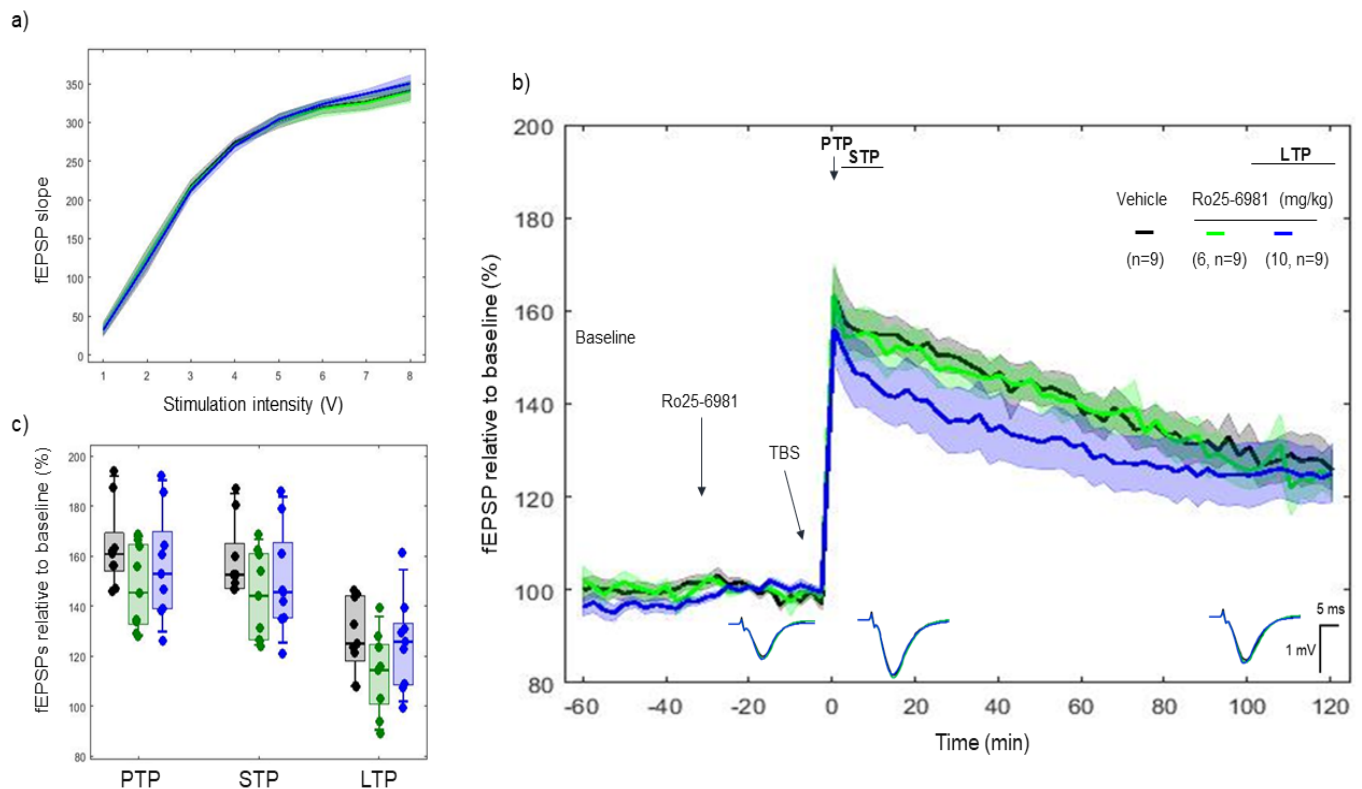 a)
fEPSP slope
350
300
250
200
150
100
50
0
1 2 3 4 5 6 7 8
Stimulation intensity (V)
b)
fEPSP relative to baseline (%)
200
180
160
140
120
100
80
PTP
STP
LTP
Vehicle Ro25-6981 (mg/kg)
(n=9) (6, n=9) (10, n=9)
Baseline
Ro25-6981
TBS
5 ms
1 mV
-60 -40 -20 0 20 40 60 80 100 120
Time (min)
c)
fEPSPs relative to baseline (%)
200
180
160
140
120
100
80
PTP STP LTP